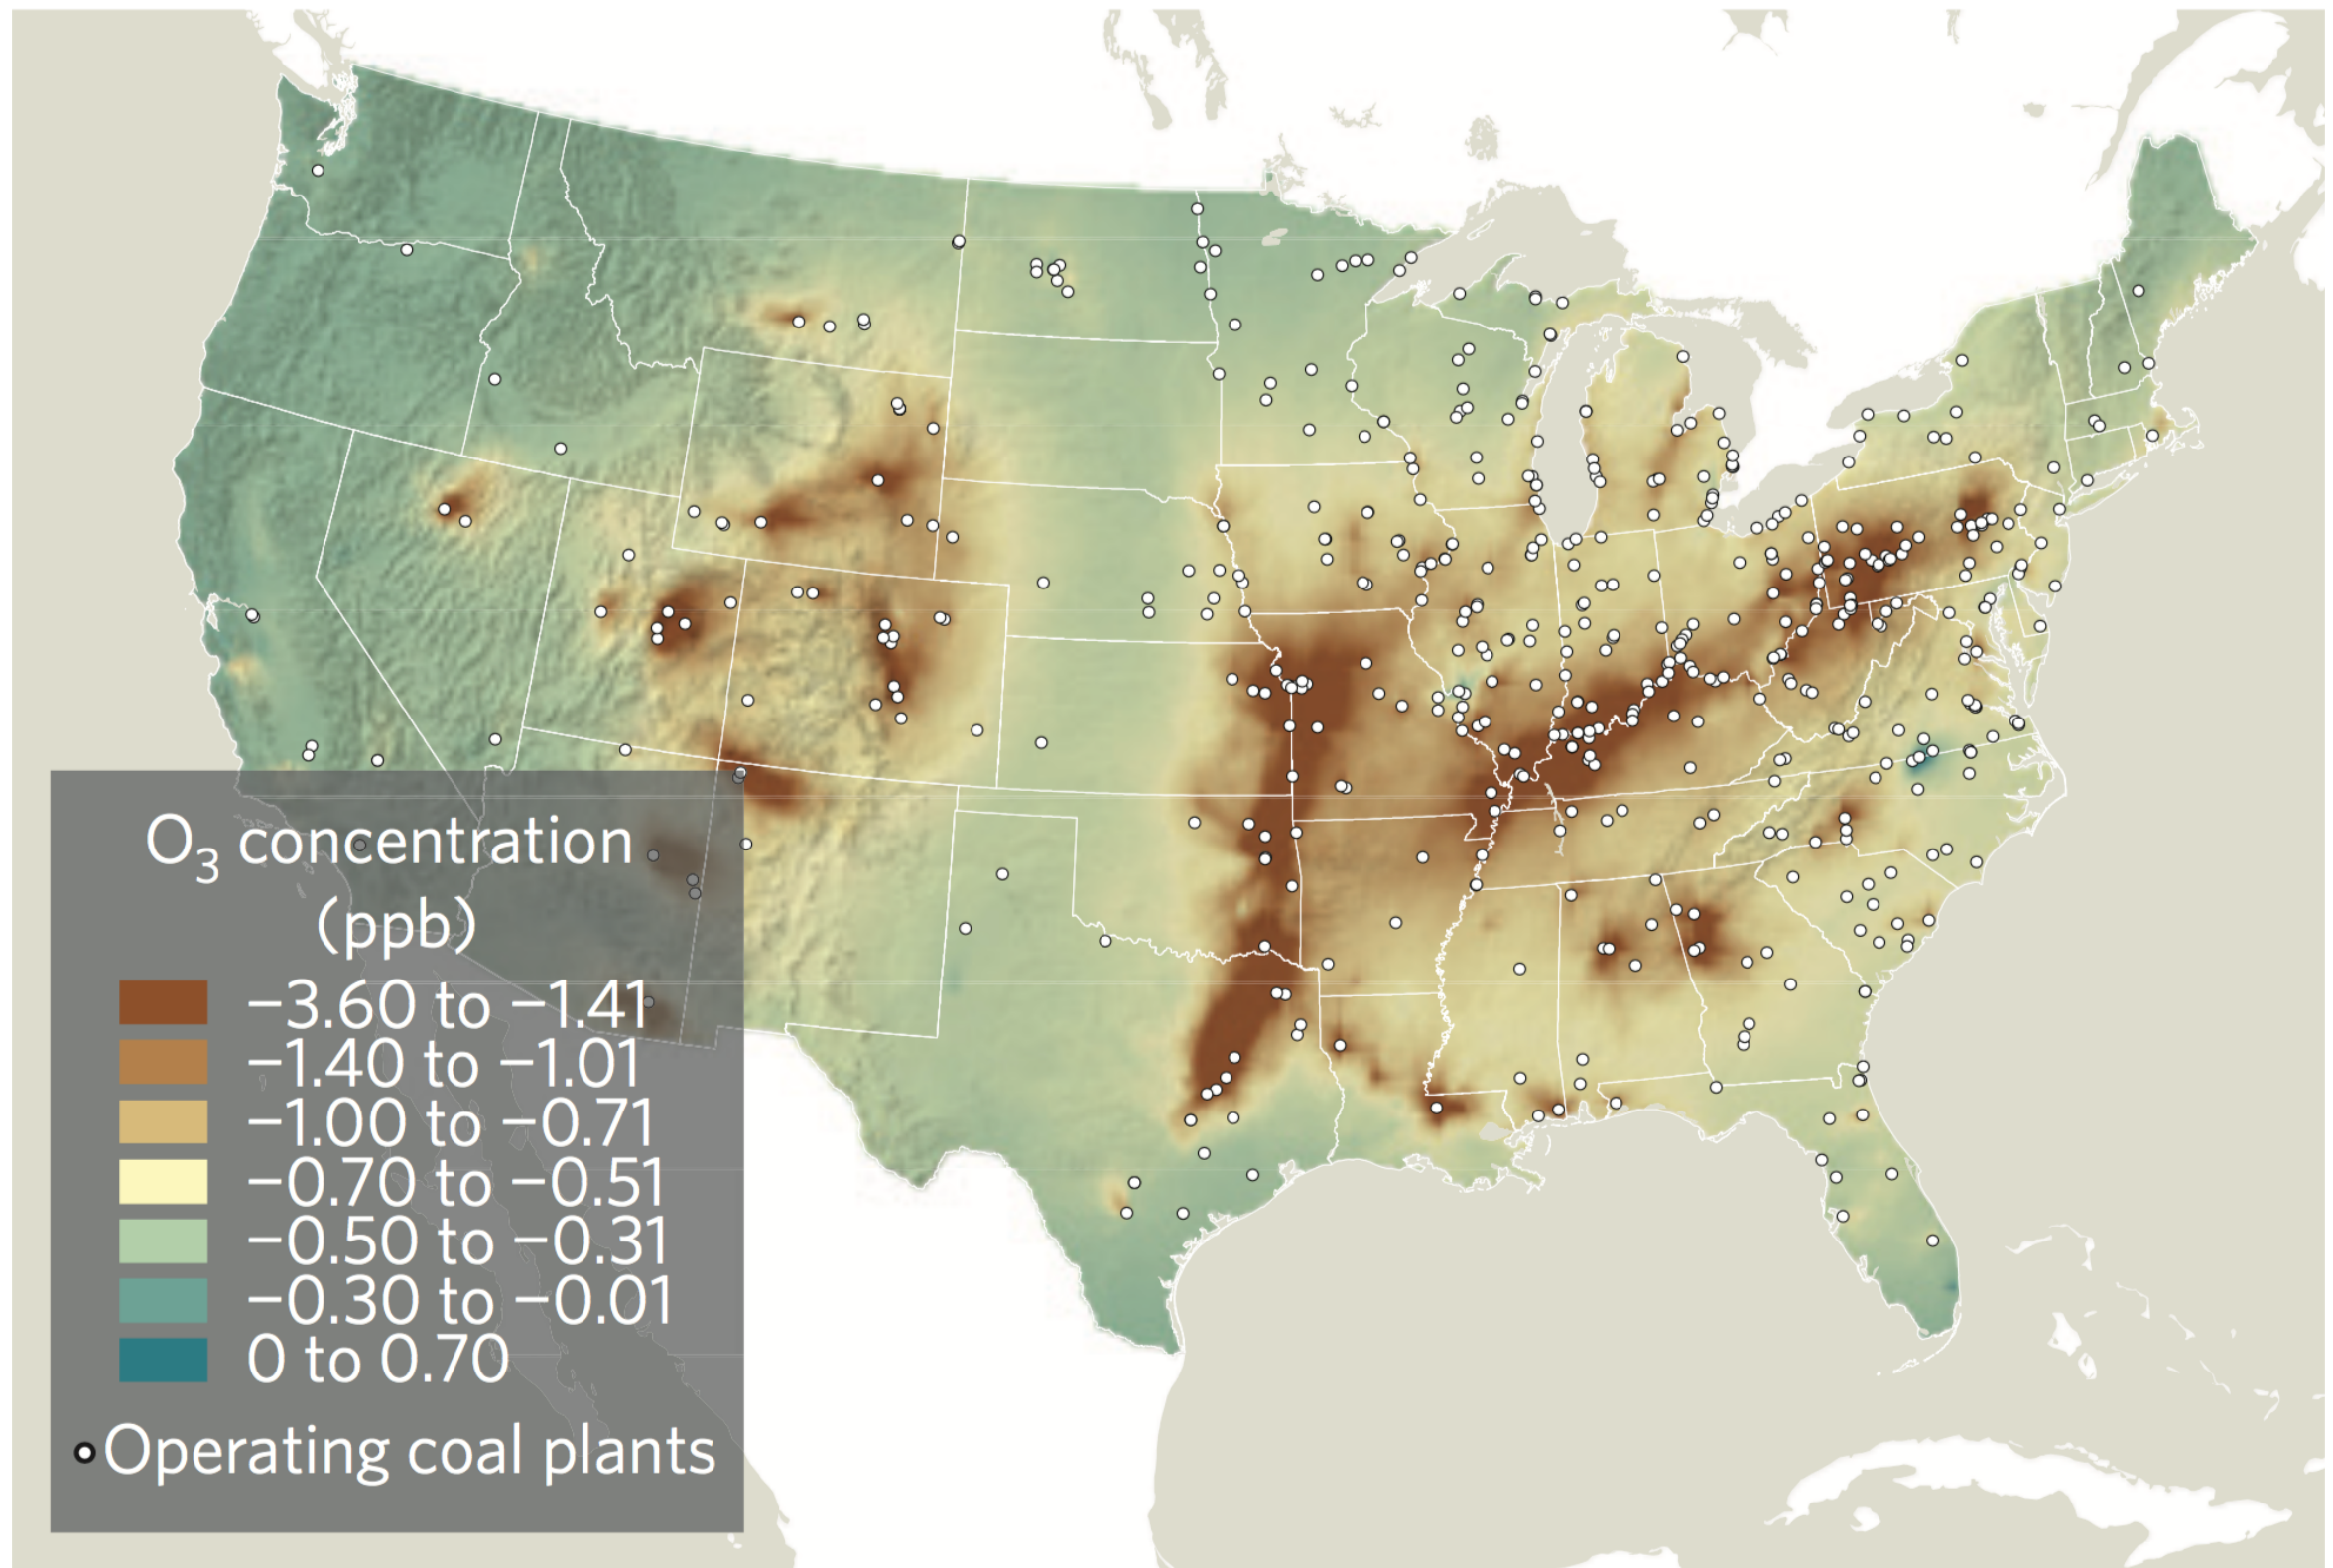 O₃ concentration
(ppb)
−3.60 to −1.41
−1.40 to −1.01
−1.00 to −0.71
−0.70 to −0.51
−0.50 to −0.31
−0.30 to −0.01
0 to 0.70
Operating coal plants